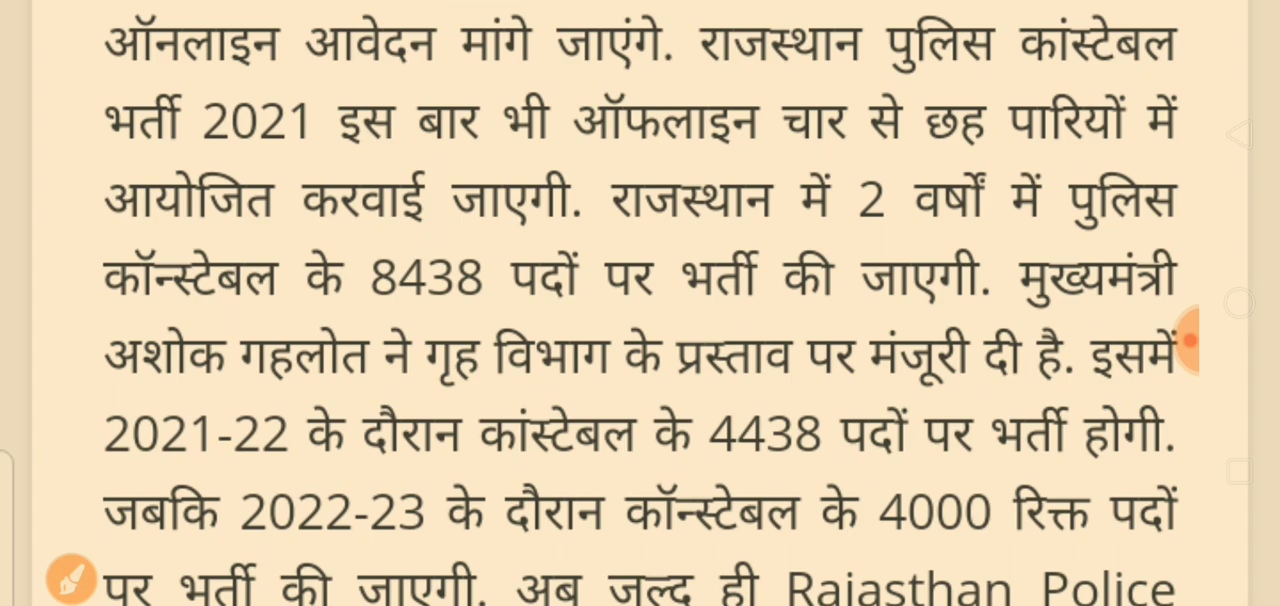 ऑनलाइन आवेदन मांगे जाएंगे. राजस्थान पुलिस कांस्टेबल
भर्ती 2021 इस बार भी ऑफलाइन चार से छह पारियों में
आयोजित करवाई जाएगी. राजस्थान में 2 वर्षों में पुलिस
कॉन्स्टेबल के 8438 पदों पर भर्ती की जाएगी. मुख्यमंत्री
अशोक गहलोत ने गृह विभाग के प्रस्ताव पर मंजूरी दी है. इसमें
2021-22 के दौरान कांस्टेबल के 4438 पदों पर भर्ती होगी.
जबकि 2022-23 के दौरान कॉन्स्टेबल के 4000 रिक्त पदों
पर भर्ती की जाएगी. अब जल्द ही Rajasthan Police